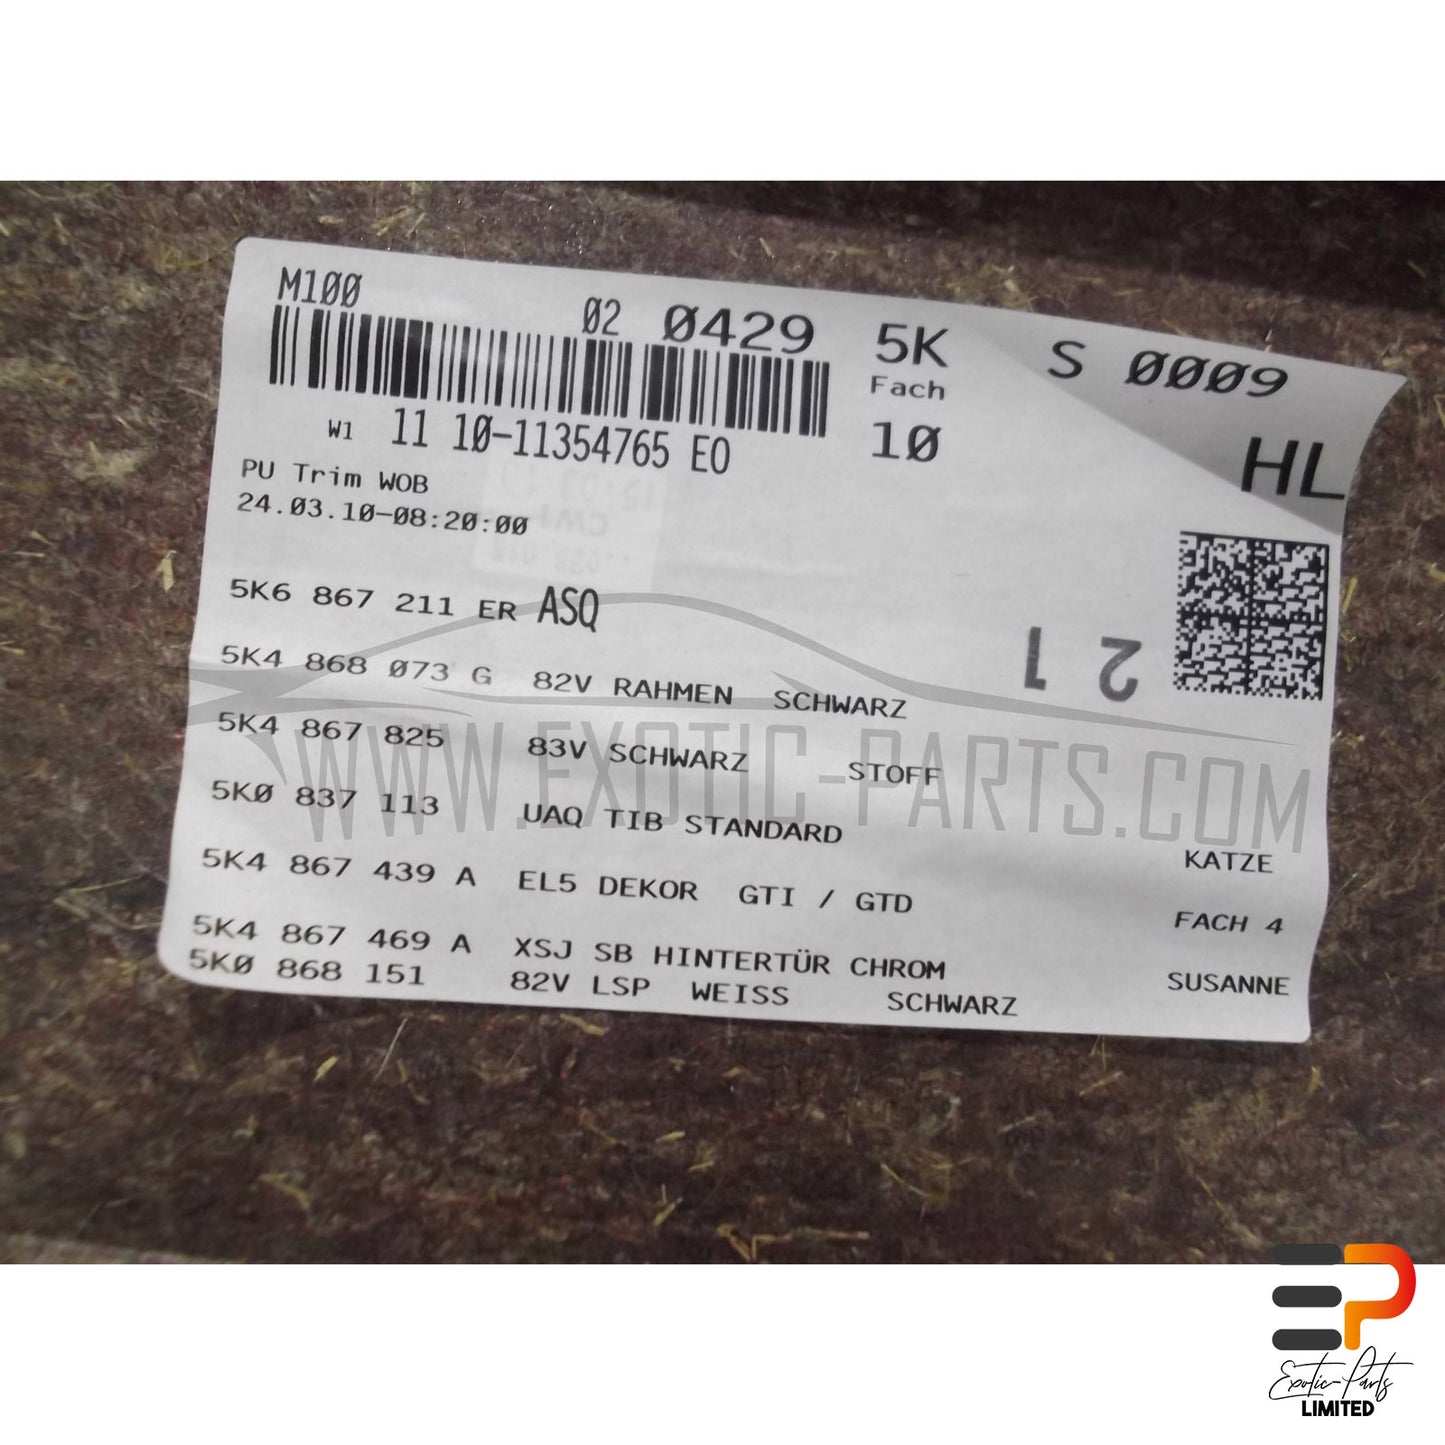 M100
02 0429 5K S 0009
Fach
10
HL
W1 11 10-11354765 EO
PU Trim WOB
24.03.10-08:20:00
5K6 867 211 ER ASQ
2 1
5K4 868 073 G 82V RAHMEN SCHWARZ
5K4 867 825 83V SCHWARZ STOFF
5K0 837 113 UAQ TIB STANDARD KATZE
5K4 867 439 A EL5 DEKOR GTI / GTD FACH 4
5K4 867 469 A XSJ SB HINTERTÜR CHROM SUSANNE
5K0 868 151 82V LSP WEISS SCHWARZ
WWW.EXOTIC-PARTS.COM
EP
Exotic-Parts
LIMITED